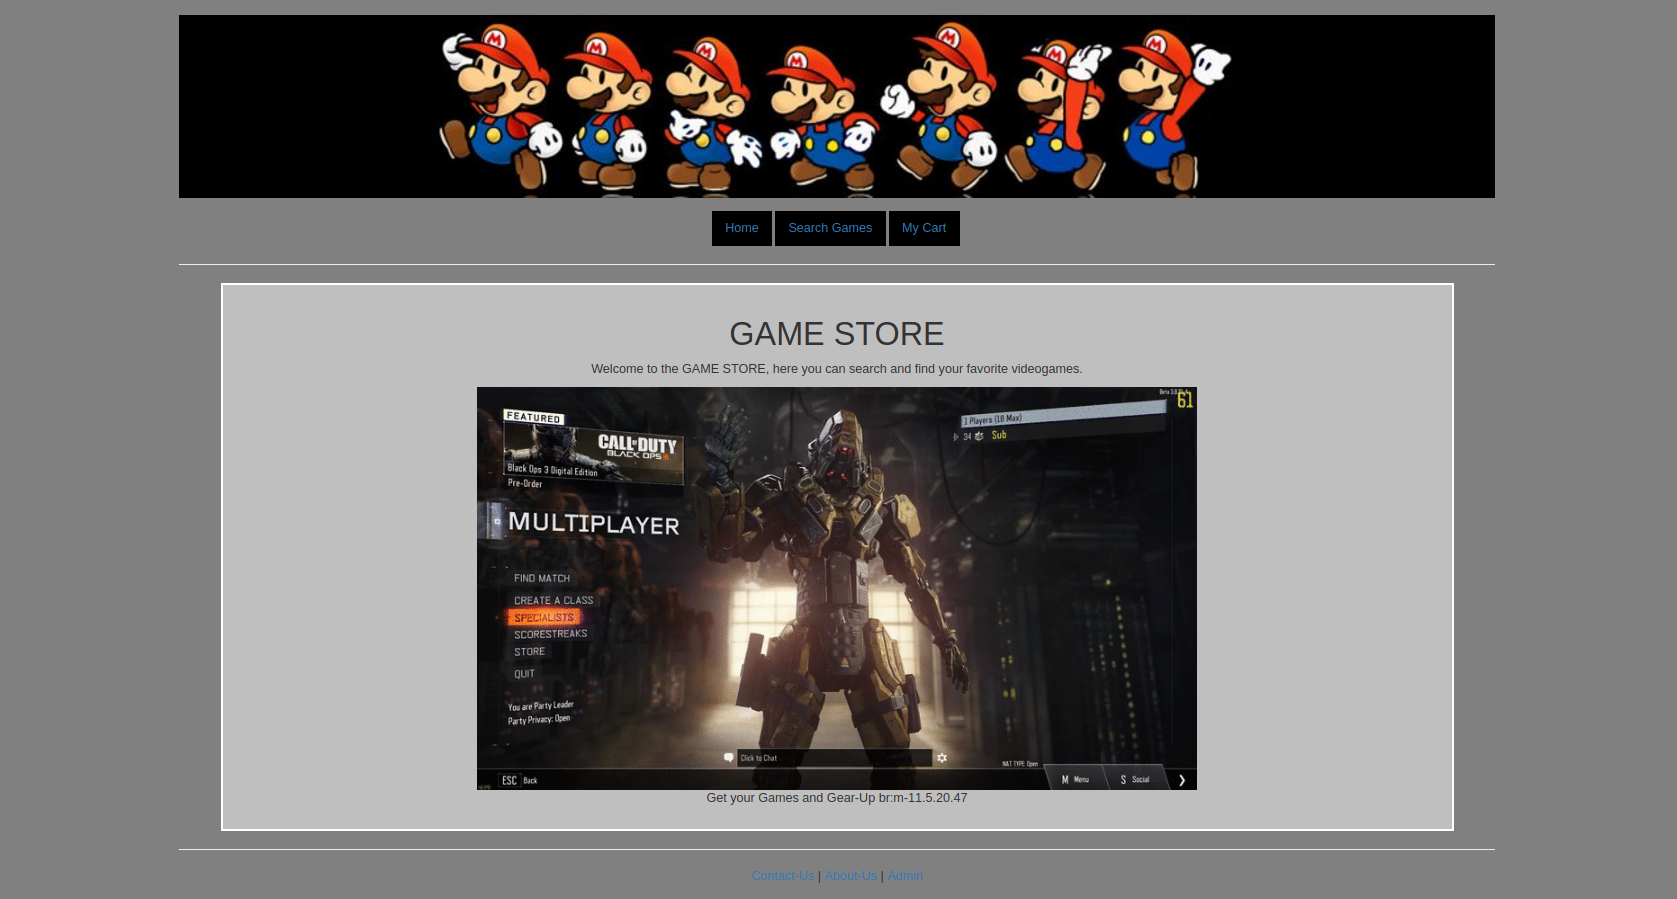 Home
Search Games
My Cart
GAME STORE
Welcome to the GAME STORE, here you can search and find your favorite videogames.
61
FEATURED
1 Players (18 Max)
34
Sub
CALL OF DUTY
BLACK OPS III
Black Ops 3 Digital Edition
Pre-Order
MULTIPLAYER
FIND MATCH
CREATE A CLASS
SPECIALISTS
SCORESTREAKS
STORE
QUIT
You are Party Leader
Party Privacy: Open
Click to Chat
NAT TYPE: Open
ESC Back
M Menu
S Social
Get your Games and Gear-Up br:m-11.5.20.47
Contact-Us | About-Us | Admin